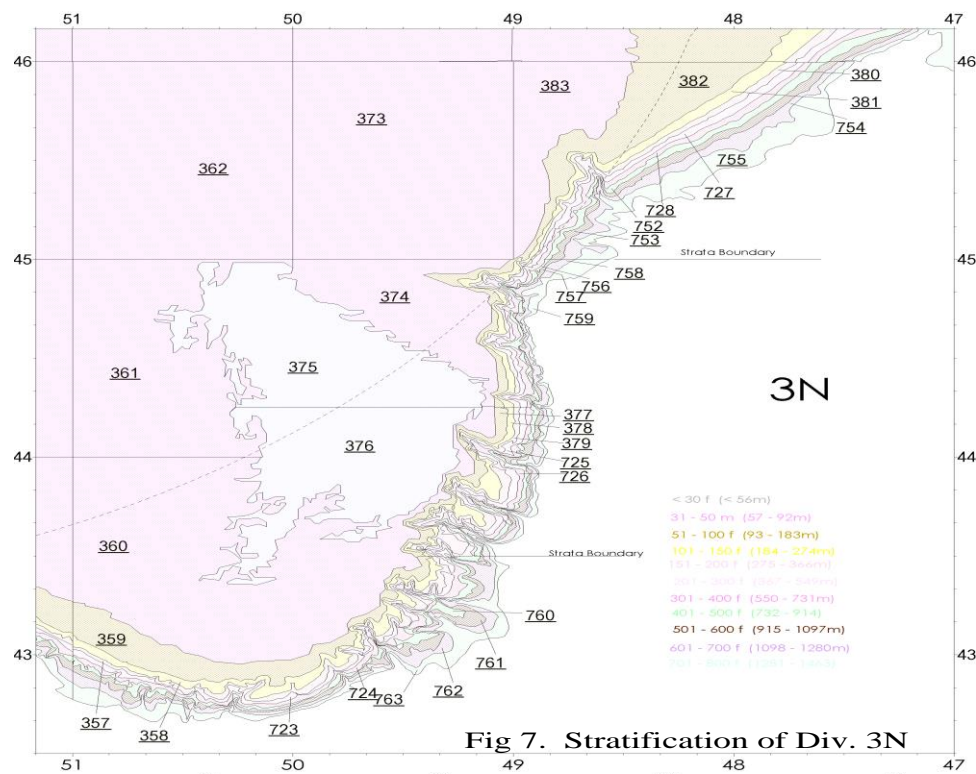 51 50 49 48 47
46
383 382 380
381
373 754
362 755
727
728
752
753
45 Strata Boundary
758
374 756
757
759
375
361 3N
377
378
376 379
44 725
726
< 30 f (< 56m)
31 - 50 m (57 - 92m)
51 - 100 f (93 - 183m)
360 Strata Boundary 101 - 150 f (184 - 274m)
151 - 200 f (275 - 366m)
301 - 400 f (550 - 731m)
760 401 - 500 f (732 - 914)
359 501 - 600 f (915 - 1097m)
43 761 601 - 700 f (1098 - 1280m)
724 762
763
357 358 723
Fig 7. Stratification of Div. 3N
51 50 49 48 47
46
45
44
43